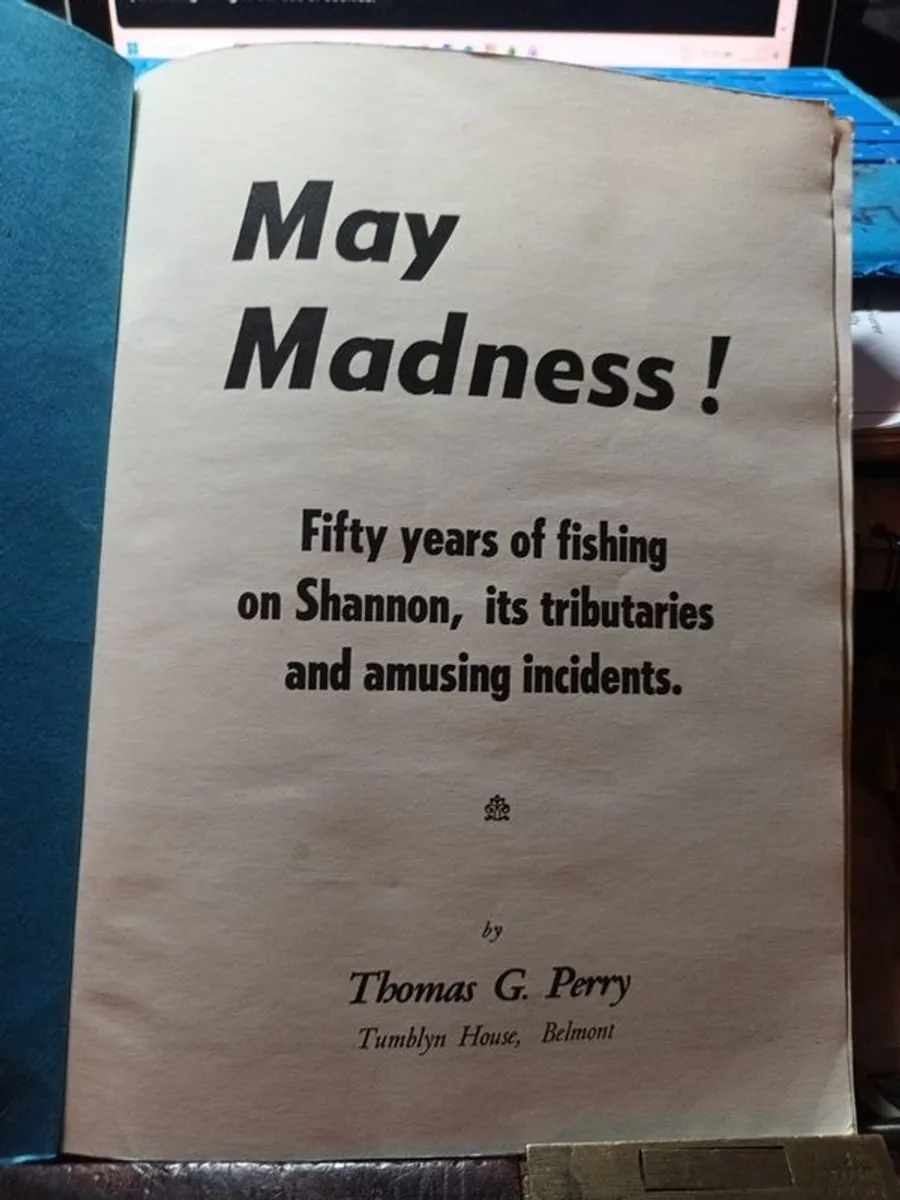 May
Madness !
Fifty years of fishing
on Shannon, its tributaries
and amusing incidents.
by
Thomas G. Perry
Tumblyn House, Belmont